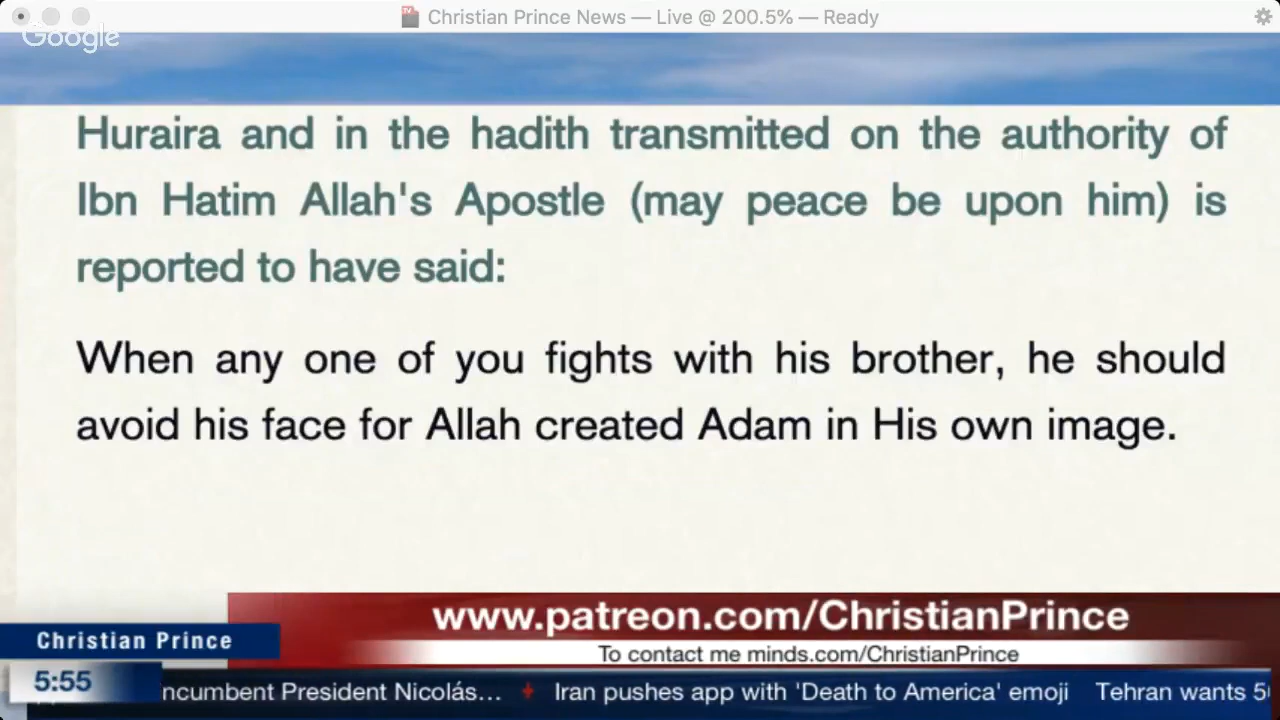 Christian Prince News — Live @ 200.5% — Ready
Google
Huraira and in the hadith transmitted on the authority of
Ibn Hatim Allah's Apostle (may peace be upon him) is
reported to have said:
When any one of you fights with his brother, he should
avoid his face for Allah created Adam in His own image.
www.patreon.com/ChristianPrince
Christian Prince
To contact me minds.com/ChristianPrince
5:55
ncumbent President Nicolás... Iran pushes app with 'Death to America' emoji Tehran wants